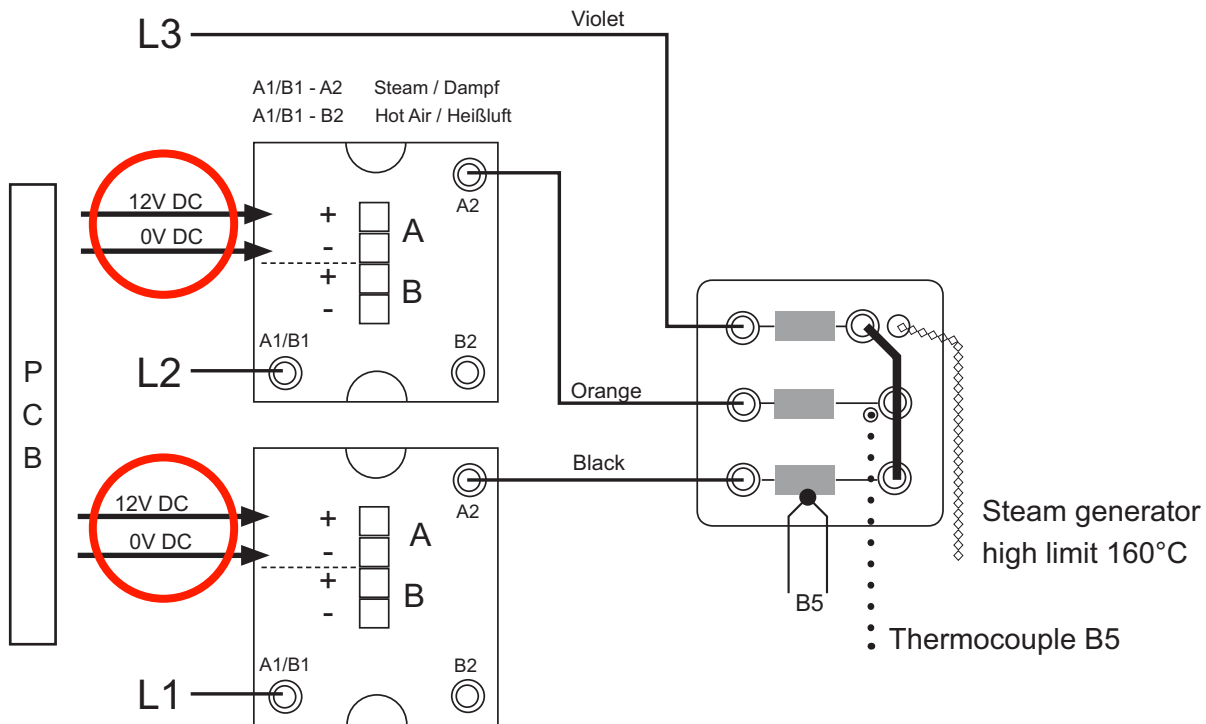 Violet
L3
A1/B1 - A2 Steam / Dampf
A1/B1 - B2 Hot Air / Heißluft
12V DC
0V DC
+
-
+
-
A
B
A2
A1/B1
B2
L2
Orange
P
C
B
Black
12V DC
0V DC
+
-
+
-
A
B
A2
A1/B1
B2
L1
B5
Steam generator
high limit 160°C
Thermocouple B5